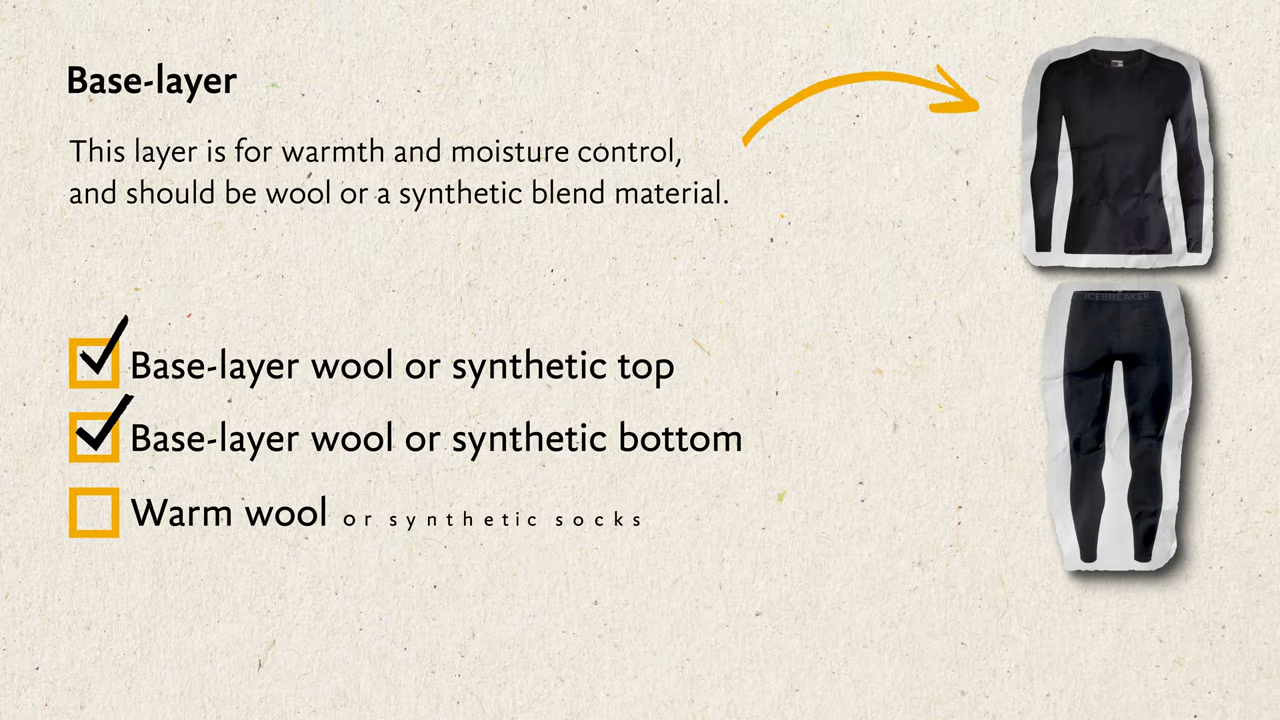 Base-layer
This layer is for warmth and moisture control,
and should be wool or a synthetic blend material.
Base-layer wool or synthetic top
Base-layer wool or synthetic bottom
Warm wool or synthetic socks
ICEBREAKER